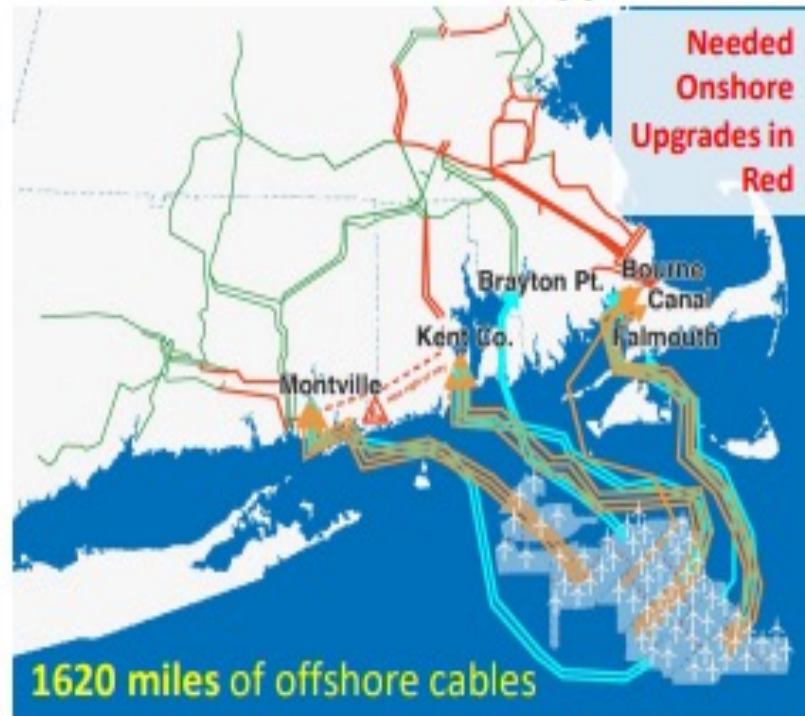 Needed
Onshore
Upgrades in
Red
Brayton Pt.
Bourne
Canal
Kent Co.
Falmouth
Montville
1620 miles of offshore cables